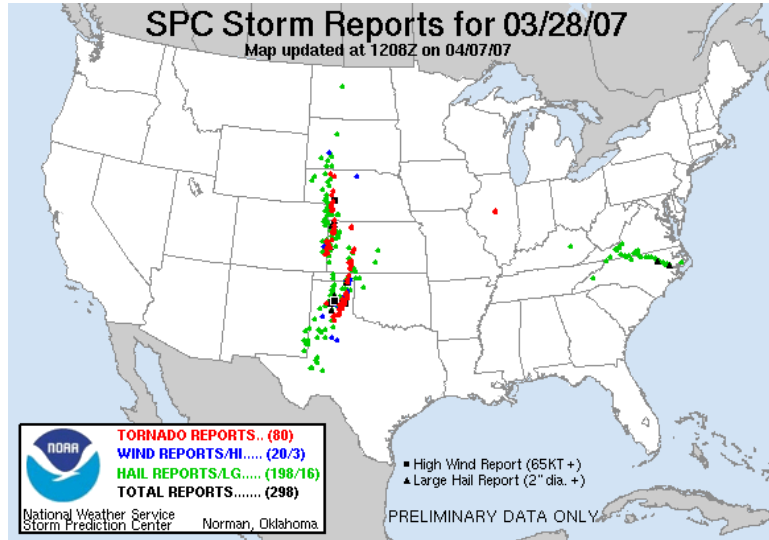 SPC Storm Reports for 03/28/07
Map updated at 1208Z on 04/07/07
NOAA
TORNADO REPORTS.. (80)
WIND REPORTS/HI..... (20/3)
HAIL REPORTS/LG..... (198/16)
TOTAL REPORTS....... (298)
National Weather Service
Storm Prediction Center Norman, Oklahoma
High Wind Report (65KT +)
Large Hail Report (2" dia. +)
PRELIMINARY DATA ONLY